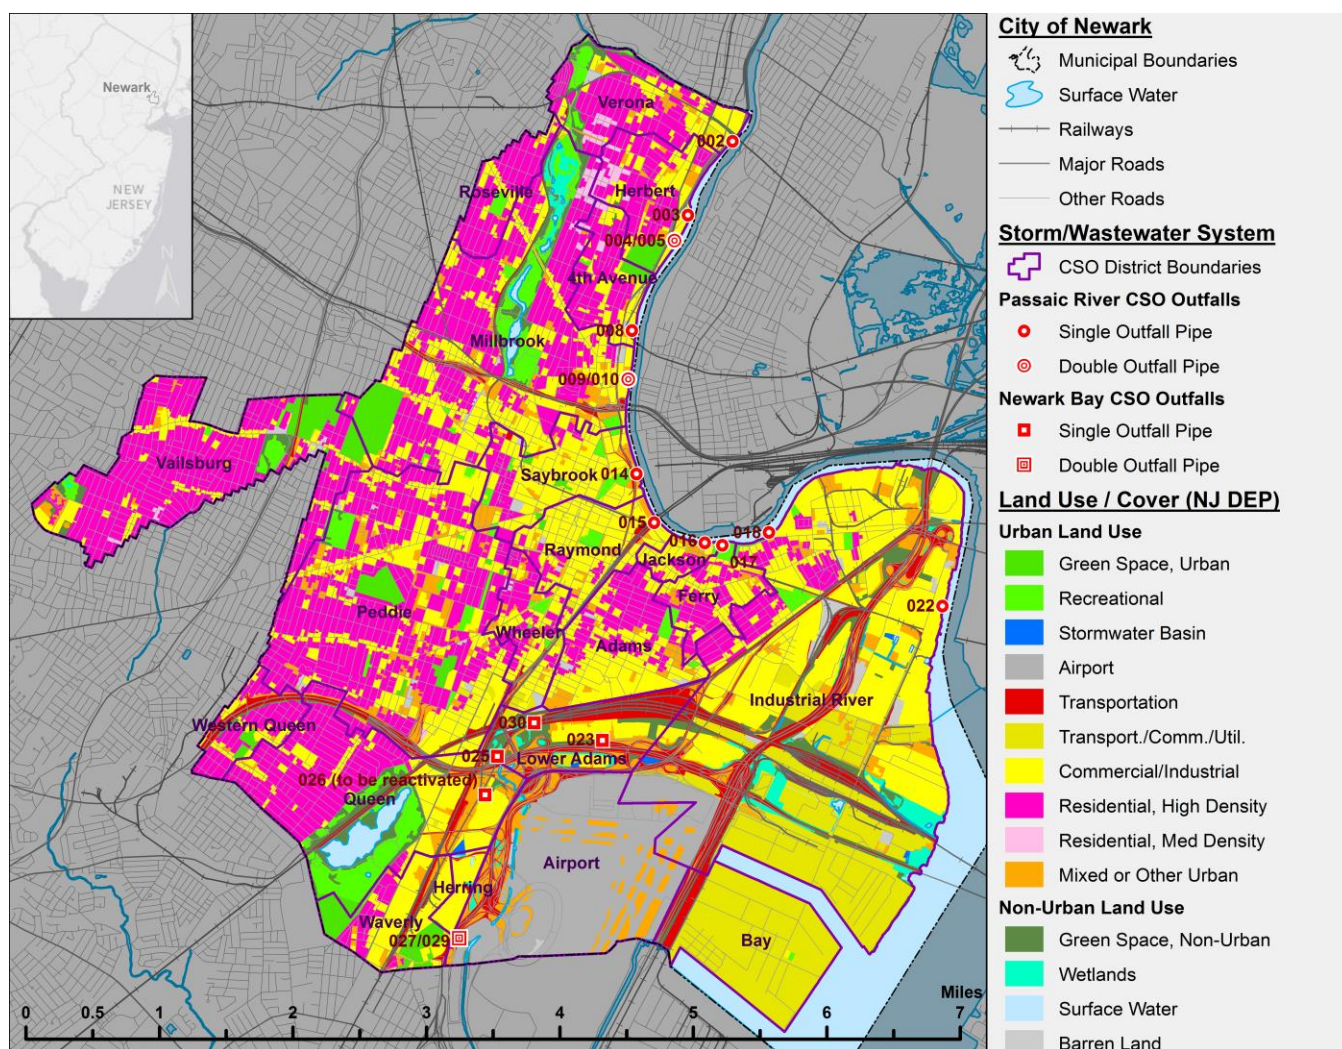 Newark
NEW
JERSEY
N
Verona
002
Roseville
Herbert
003
004/005
4th Avenue
008
Millbrook
009/010
Vailsburg
Saybrook 014
015
Raymond
016
018
Jackson
017
Ferry
022
Peddie
Wheeler
Adams
Industrial River
Western Queen
030
023
025
Lower Adams
026 (to be reactivated)
Queen
Airport
Herring
Waverly
027/029
Bay
Miles
0 0.5 1 2 3 4 5 6 7
City of Newark
Municipal Boundaries
Surface Water
Railways
Major Roads
Other Roads
Storm/Wastewater System
CSO District Boundaries
Passaic River CSO Outfalls
Single Outfall Pipe
Double Outfall Pipe
Newark Bay CSO Outfalls
Single Outfall Pipe
Double Outfall Pipe
Land Use / Cover (NJ DEP)
Urban Land Use
Green Space, Urban
Recreational
Stormwater Basin
Airport
Transportation
Transport./Comm./Util.
Commercial/Industrial
Residential, High Density
Residential, Med Density
Mixed or Other Urban
Non-Urban Land Use
Green Space, Non-Urban
Wetlands
Surface Water
Barren Land